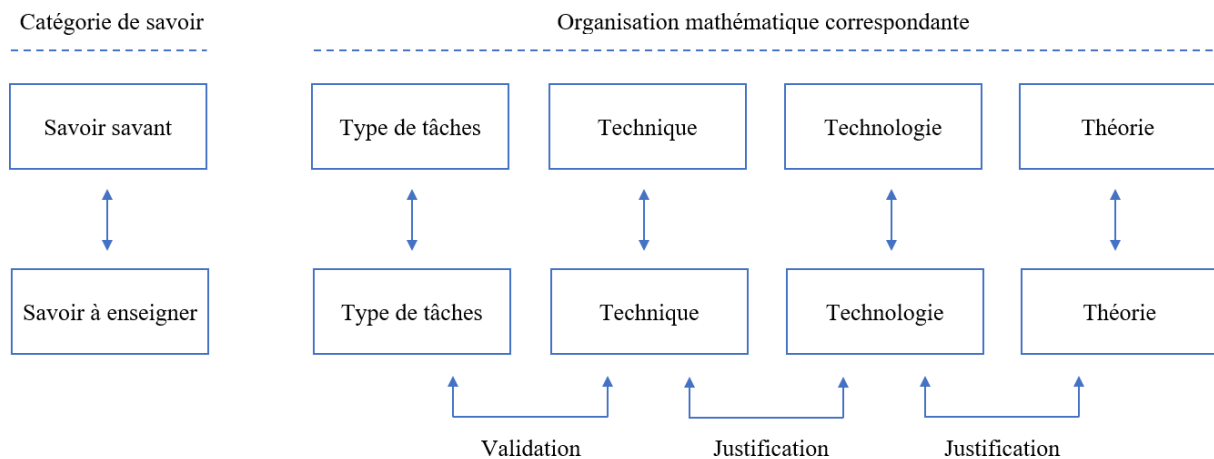 Catégorie de savoir
Organisation mathématique correspondante
Savoir savant
Type de tâches
Technique
Technologie
Théorie
Savoir à enseigner
Type de tâches
Technique
Technologie
Théorie
Validation
Justification
Justification